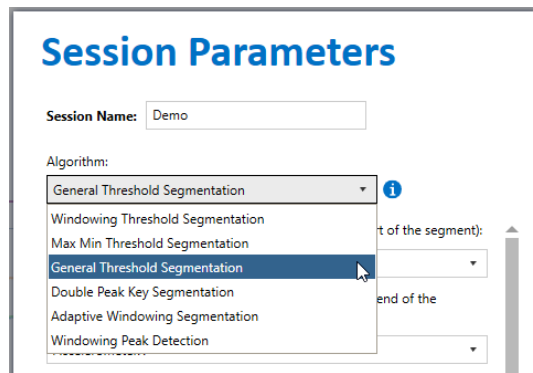 Session Parameters
Session Name: Demo
Algorithm:
General Threshold Segmentation
Windowing Threshold Segmentation
of the segment):
Max Min Threshold Segmentation
General Threshold Segmentation
Double Peak Key Segmentation
end of the
Adaptive Windowing Segmentation
Windowing Peak Detection